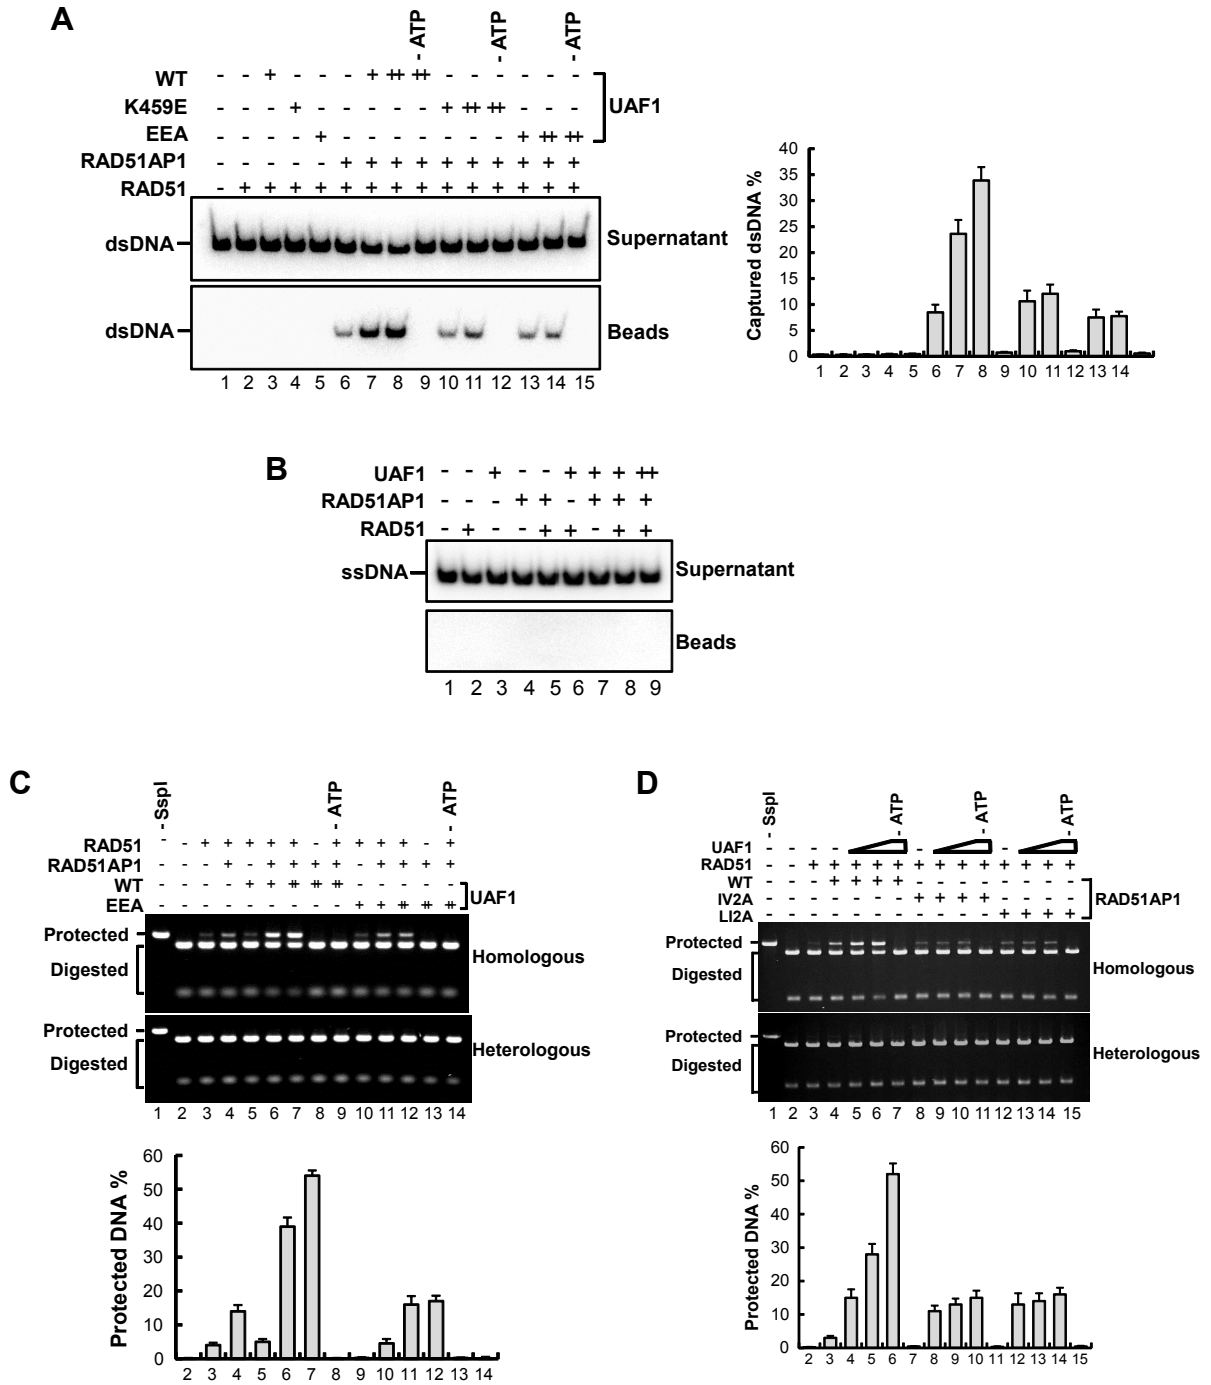 A
- ATP - ATP - ATP
WT - - + - - - + ++ ++ - - - - - -
K459E - - - + - - - - - + ++ ++ - - -
EEA - - - - + - - - - - - - + ++ ++
UAF1
RAD51AP1 - - - - - + + + + + + + + + +
RAD51 - + + + + + + + + + + + + + +
dsDNA Supernatant
dsDNA Beads
1 2 3 4 5 6 7 8 9 10 11 12 13 14 15
Captured dsDNA %
40
35
30
25
20
15
10
5
0
1 2 3 4 5 6 7 8 9 10 11 12 13 14
B
UAF1 - - + - - + + + ++
RAD51AP1 - - - + + - + + +
RAD51 - + - - + + - + +
ssDNA Supernatant
Beads
1 2 3 4 5 6 7 8 9
C
- SspI - ATP - ATP
RAD51 - - + + + + + - + + + + - +
RAD51AP1 - - - + - + + + + - + + + +
WT - - - - + + ++ ++ ++ - - - - -
EEA - - - - - - - - - + + ++ ++ ++
UAF1
Protected
Digested
Homologous
Protected
Digested
Heterologous
1 2 3 4 5 6 7 8 9 10 11 12 13 14
Protected DNA %
60
50
40
30
20
10
0
2 3 4 5 6 7 8 9 10 11 12 13 14
D
- SspI - ATP - ATP - ATP
UAF1 - - - - - -
RAD51 - - + + + + + + + + + + + + +
WT - - - + + + + - - - - - - - -
IV2A - - - - - - - + + + + - - - -
LI2A - - - - - - - - - - - + + + +
RAD51AP1
Protected
Digested
Homologous
Protected
Digested
Heterologous
1 2 3 4 5 6 7 8 9 10 11 12 13 14 15
Protected DNA %
60
50
40
30
20
10
0
2 3 4 5 6 7 8 9 10 11 12 13 14 15